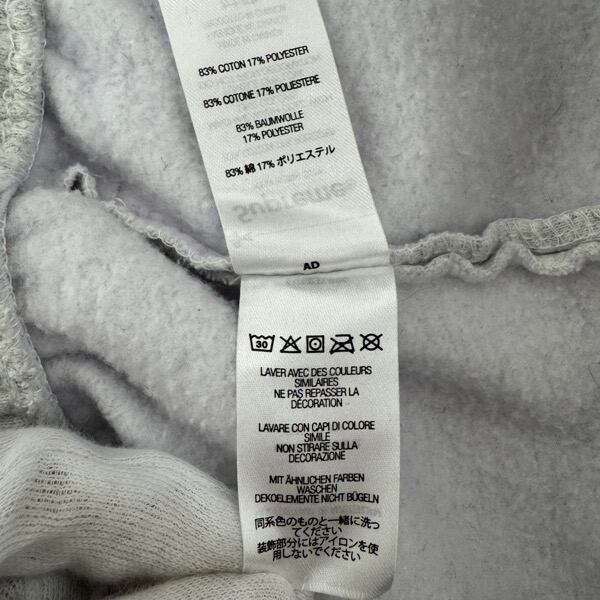 83% COTON 17% POLYESTER
83% COTONE 17% POLIESTERE
83% BAUMWOLLE
17% POLYESTER
83% 綿 17% ポリエステル
Supreme
AD
30
LAVER AVEC DES COULEURS
SIMILAIRES
NE PAS REPASSER LA
DÉCORATION
LAVARE CON CAPI DI COLORE
SIMILE
NON STIRARE SULLA
DECORAZIONE
MIT ÄHNLICHEN FARBEN
WASCHEN
DEKOELEMENTE NICHT BÜGELN
同系色のものと一緒に洗っ
てください
装飾部分にはアイロンを使
用しないでください